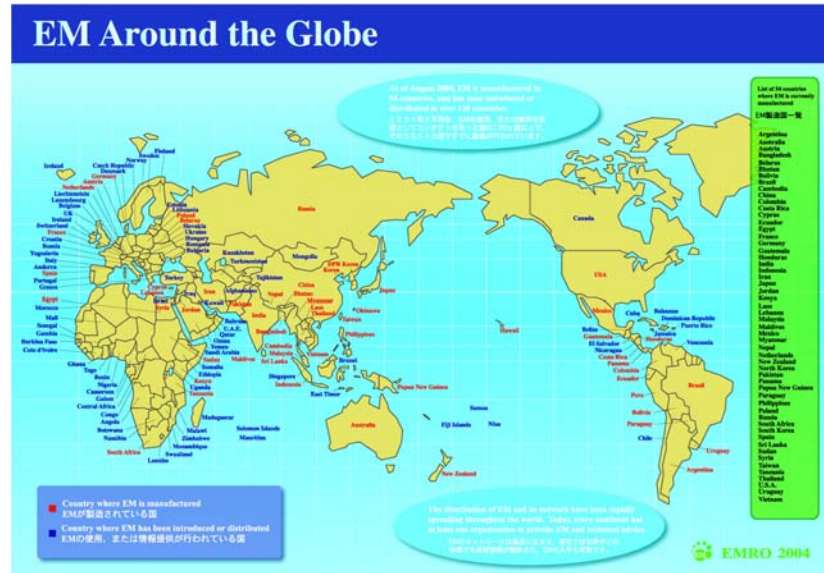 EM Around the Globe
As of August 2004, EM is manufactured in
54 countries, and has been introduced or
distributed in over 120 countries.
List of 54 countries
where EM is currently
manufactured
EM製造国一覧
Argentina
Australia
Austria
Bangladesh
Belarus
Bhutan
Bolivia
Brazil
Cambodia
China
Colombia
Costa Rica
Cyprus
Ecuador
Egypt
France
Germany
Guatemala
Honduras
India
Indonesia
Iran
Japan
Jordan
Kenya
Laos
Lebanon
Malaysia
Maldives
Mexico
Myanmar
Nepal
Netherlands
New Zealand
North Korea
Pakistan
Panama
Papua New Guinea
Paraguay
Philippines
Poland
Russia
South Africa
South Korea
Spain
Sri Lanka
Sudan
Syria
Taiwan
Tanzania
Thailand
U.S.A.
Uruguay
Vietnam
Iceland
Finland
Sweden
Norway
Czech Republic
Denmark
Germany
Austria
Netherlands
Liechtenstein
Luxembourg
Belgium
UK
Ireland
Switzerland
France
Croatia
Yugoslavia
Italy
Andorra
Spain
Portugal
Greece
Estonia
Lithuania
Poland
Belarus
Slovakia
Ukraine
Hungary
Romania
Bulgaria
Russia
Kazakhstan
Turkmenistan
Mongolia
Tajikistan
Turkey
Cyprus
Lebanon
Israel
Syria
Iraq
Jordan
Iran
Kuwait
Afghanistan
Pakistan
Nepal
India
China
Bhutan
DPR Korea
Korea
Japan
Okinawa
Taiwan
Myanmar
Laos
Thailand
Philippines
Bangladesh
Cambodia
Malaysia
Sri Lanka
Vietnam
Brunei
Singapore
Indonesia
East Timor
Papua New Guinea
Maldives
Bahrain
U.A.E.
Qatar
Oman
Yemen
Saudi Arabia
Sudan
Somalia
Ethiopia
Kenya
Uganda
Tanzania
Egypt
Morocco
Mali
Senegal
Gambia
Burkina Faso
Cote d'Ivore
Ghana
Togo
Benin
Nigeria
Cameroon
Gabon
Central Africa
Congo
Angola
Botswana
Namibia
South Africa
Lesotho
Swaziland
Mozambique
Zimbabwe
Malawi
Madagascar
Mauritius
Solomon Islands
Australia
Fiji Islands
Samoa
Niue
New Zealand
Hawaii
Canada
USA
Mexico
Cuba
Bahamas
Dominican Republic
Puerto Rico
Jamaica
Honduras
Belize
Guatemala
El Salvador
Nicaragua
Costa Rica
Panama
Colombia
Ecuador
Venezuela
Brazil
Peru
Bolivia
Paraguay
Chile
Uruguay
Argentina
Country where EM is manufactured
EMが製造されている国
Country where EM has been introduced or distributed
EMの使用、または情報提供が行われている国
The distribution of EM and its network have been rapidly
spreading throughout the world. Today, every continent has
at least one organization to provide EM and technical advice.
EMRO 2004